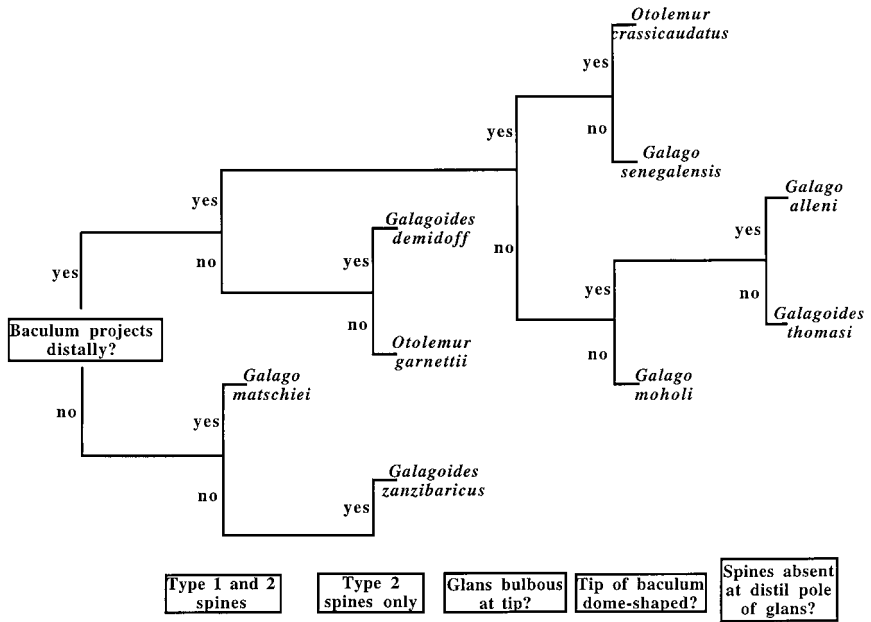 Otolemur
crassicaudatus
yes
yes
no
Galago
senegalensis
Galago
alleni
yes
Galagoides
demidoff
yes
no
yes
no
yes
no
yes
no
Galagoides
thomasi
Baculum projects
distally?
no
Otolemur
garnettii
no
Galago
moholi
Galago
matschiei
no
yes
Galagoides
zanzibaricus
no
yes
Type 1 and 2
spines
Type 2
spines only
Glans bulbous
at tip?
Tip of baculum
dome-shaped?
Spines absent
at distil pole
of glans?